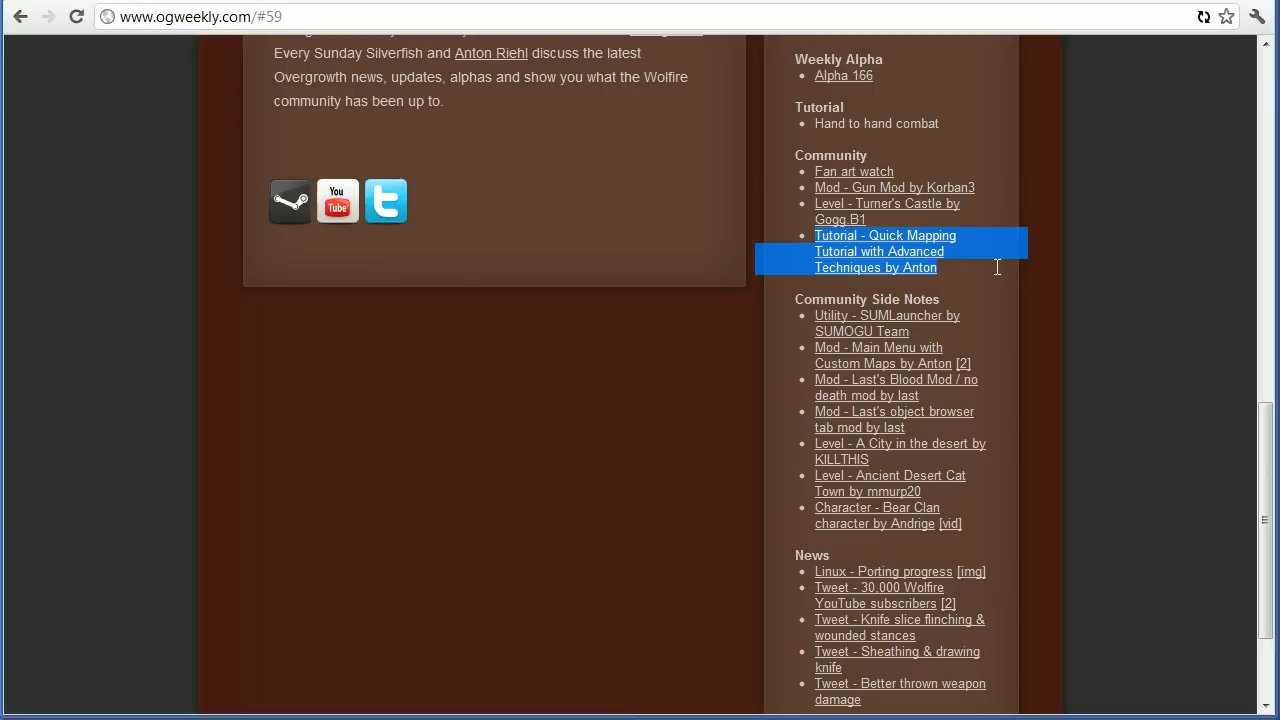 www.ogweekly.com/#59
Every Sunday Silverfish and Anton Riehl discuss the latest
Overgrowth news, updates, alphas and show you what the Wolfire
community has been up to.
You
Tube
Weekly Alpha
Alpha 166
Tutorial
Hand to hand combat
Community
Fan art watch
Mod - Gun Mod by Korban3
Level - Turner's Castle by
Gogg.B1
Tutorial - Quick Mapping
Tutorial with Advanced
Techniques by Anton
Community Side Notes
Utility - SUMLauncher by
SUMOGU Team
Mod - Main Menu with
Custom Maps by Anton [2]
Mod - Last's Blood Mod / no
death mod by last
Mod - Last's object browser
tab mod by last
Level - A City in the desert by
KILLTHIS
Level - Ancient Desert Cat
Town by mmurp20
Character - Bear Clan
character by Andrige [vid]
News
Linux - Porting progress [img]
Tweet - 30,000 Wolfire
YouTube subscribers [2]
Tweet - Knife slice flinching &
wounded stances
Tweet - Sheathing & drawing
knife
Tweet - Better thrown weapon
damage